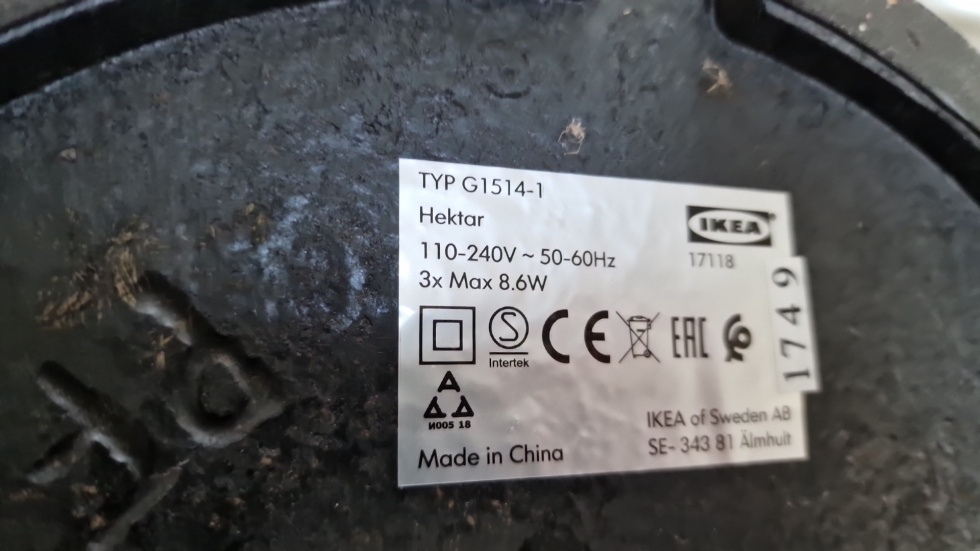 TYP G1514-1
Hektar
IKEA
110-240V ~ 50-60Hz
17118
3x Max 8.6W
1749
S
Intertek
CE
EAC
И005 18
IKEA of Sweden AB
SE- 343 81 Älmhult
Made in China